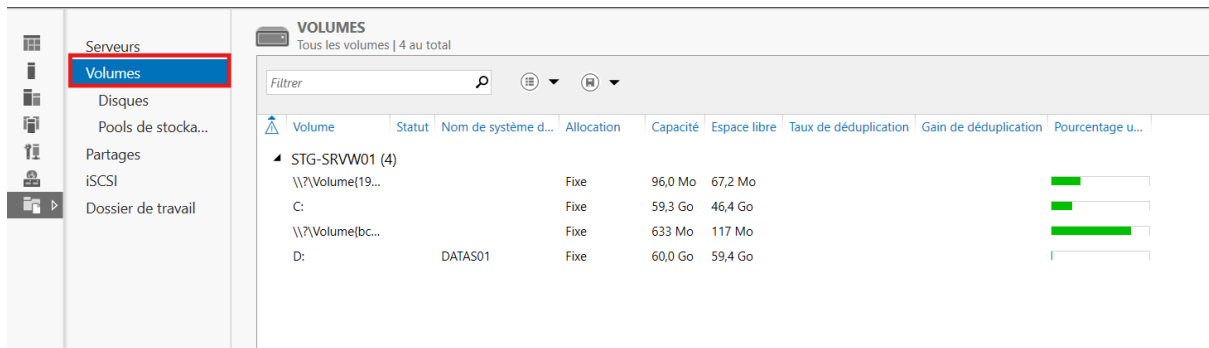 Serveurs
Volumes
Disques
Pools de stocka...
Partages
iSCSI
Dossier de travail
VOLUMES
Tous les volumes | 4 au total
Filtrer
Volume Statut Nom de système d... Allocation Capacité Espace libre Taux de déduplication Gain de déduplication Pourcentage u...
STG-SRVW01 (4)
\\?\Volume{19... Fixe 96,0 Mo 67,2 Mo
C: Fixe 59,3 Go 46,4 Go
\\?\Volume{bc... Fixe 633 Mo 117 Mo
D: DATAS01 Fixe 60,0 Go 59,4 Go